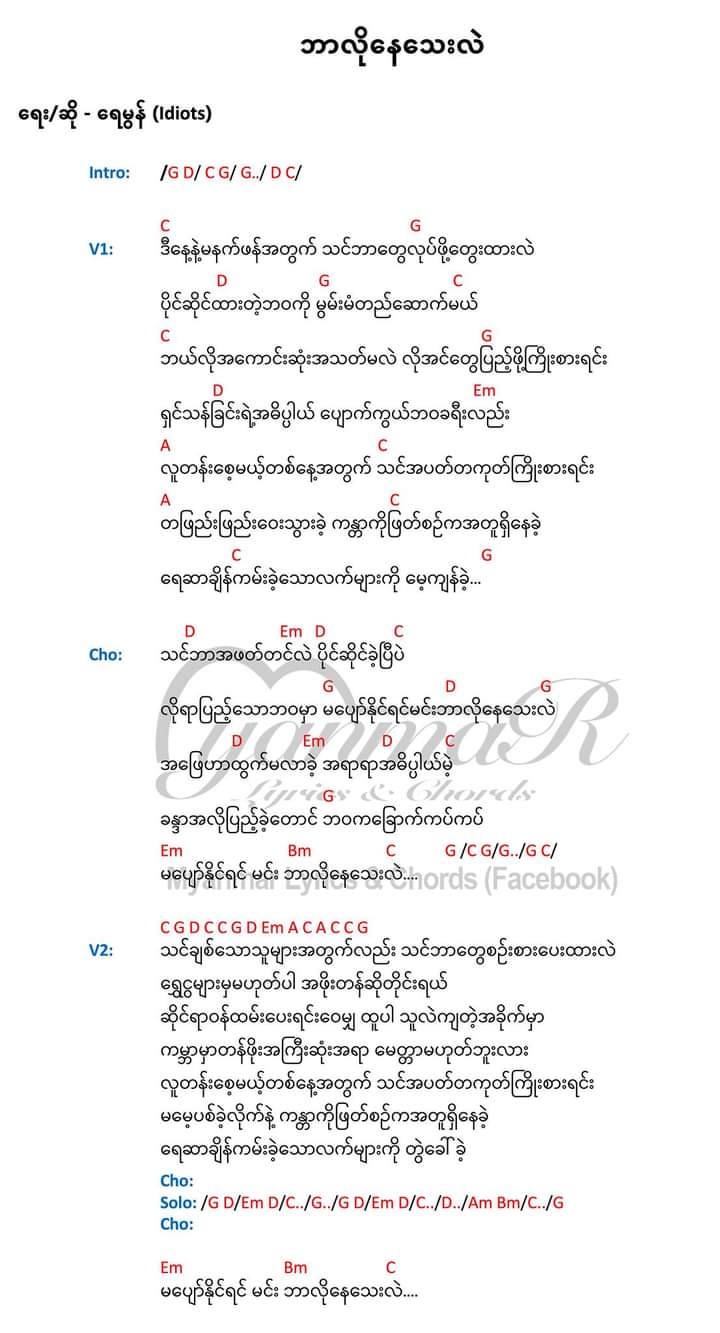 ဘာလိုနေသေးလဲ
ရေး/ဆို - ရေမွန် (Idiots)
Intro: /G D/ C G/ G../ D C/
C G
V1: ဒီနေ့နဲ့မနက်ဖန်အတွက် သင်ဘာတွေလုပ်ဖို့တွေးထားလဲ
D G C
ပိုင်ဆိုင်ထားတဲ့ဘဝကို မွမ်းမံတည်ဆောက်မယ်
C G
ဘယ်လိုအကောင်းဆုံးအသတ်မလဲ လိုအင်တွေပြည့်ဖို့ကြိုးစားရင်း
D Em
ရှင်သန်ခြင်းရဲ့အဓိပ္ပါယ် ပျောက်ကွယ်ဘဝခရီးလည်း
A C
လူတန်းစေ့မယ့်တစ်နေ့အတွက် သင်အပတ်တကုတ်ကြိုးစားရင်း
A C
တဖြည်းဖြည်းဝေးသွားခဲ့ ကန္တာကိုဖြတ်စဉ်ကအတူရှိနေခဲ့
C G
ရေဆာချိန်ကမ်းခဲ့သောလက်များကို မေ့ကျန်ခဲ့...
D Em D C
Cho: သင်ဘာအဖတ်တင်လဲ ပိုင်ဆိုင်ခဲ့ပြီပဲ
G D G
လိုရာပြည့်သောဘဝမှာ မပျော်နိုင်ရင်မင်းဘာလိုနေသေးလဲ
D Em D C
အဖြေဟာထွက်မလာခဲ့ အရာရာအဓိပ္ပါယ်မဲ့
G
ခန္ဒာအလိုပြည့်ခဲ့တောင် ဘဝကခြောက်ကပ်ကပ်
Em Bm C G /C G/G../G C/
မပျော်နိုင်ရင် မင်း ဘာလိုနေသေးလဲ....
YanmaR
Lyrics & Chords
Myanmar Lyrics & Chords (Facebook)
C G D C C G D Em A C A C C G
V2: သင်ချစ်သောသူများအတွက်လည်း သင်ဘာတွေစဉ်းစားပေးထားလဲ
ရွှေငွများမှမဟုတ်ပါ အဖိုးတန်ဆိုတိုင်းရယ်
ဆိုင်ရာဝန်ထမ်းပေးရင်းဝေမျှ ထူပါ သူလဲကျတဲ့အခိုက်မှာ
ကမ္ဘာမှာတန်ဖိုးအကြီးဆုံးအရာ မေတ္တာမဟုတ်ဘူးလား
လူတန်းစေ့မယ့်တစ်နေ့အတွက် သင်အပတ်တကုတ်ကြိုးစားရင်း
မမေ့ပစ်ခဲ့လိုက်နဲ့ ကန္တာကိုဖြတ်စဉ်ကအတူရှိနေခဲ့
ရေဆာချိန်ကမ်းခဲ့သောလက်များကို တွဲခေါ်ခဲ့
Cho:
Solo: /G D/Em D/C../G../G D/Em D/C../D../Am Bm/C../G
Cho:
Em Bm C
မပျော်နိုင်ရင် မင်း ဘာလိုနေသေးလဲ....